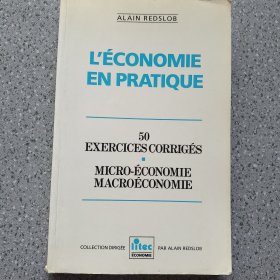 ALAIN REDSLOB
L'ÉCONOMIE
EN PRATIQUE
50
EXERCICES CORRIGÉS
MICRO-ÉCONOMIE
MACROÉCONOMIE
COLLECTION DIRIGÉE litec PAR ALAIN REDSLOB
ÉCONOMIE